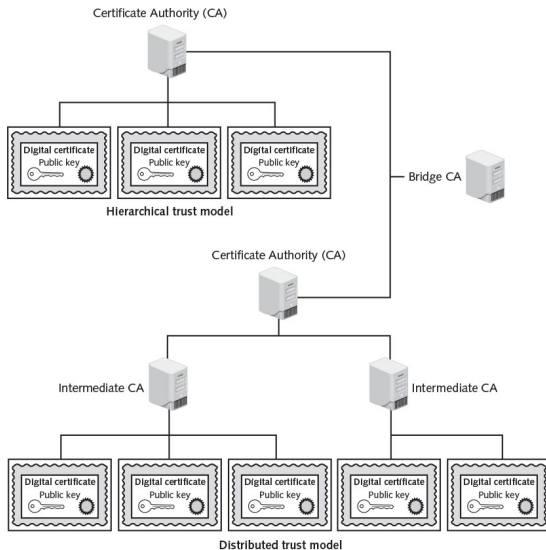 Certificate Authority (CA)
Digital certificate
Public key
Digital certificate
Public key
Digital certificate
Public key
Hierarchical trust model
Bridge CA
Certificate Authority (CA)
Intermediate CA
Intermediate CA
Digital certificate
Public key
Digital certificate
Public key
Digital certificate
Public key
Digital certificate
Public key
Digital certificate
Public key
Distributed trust model